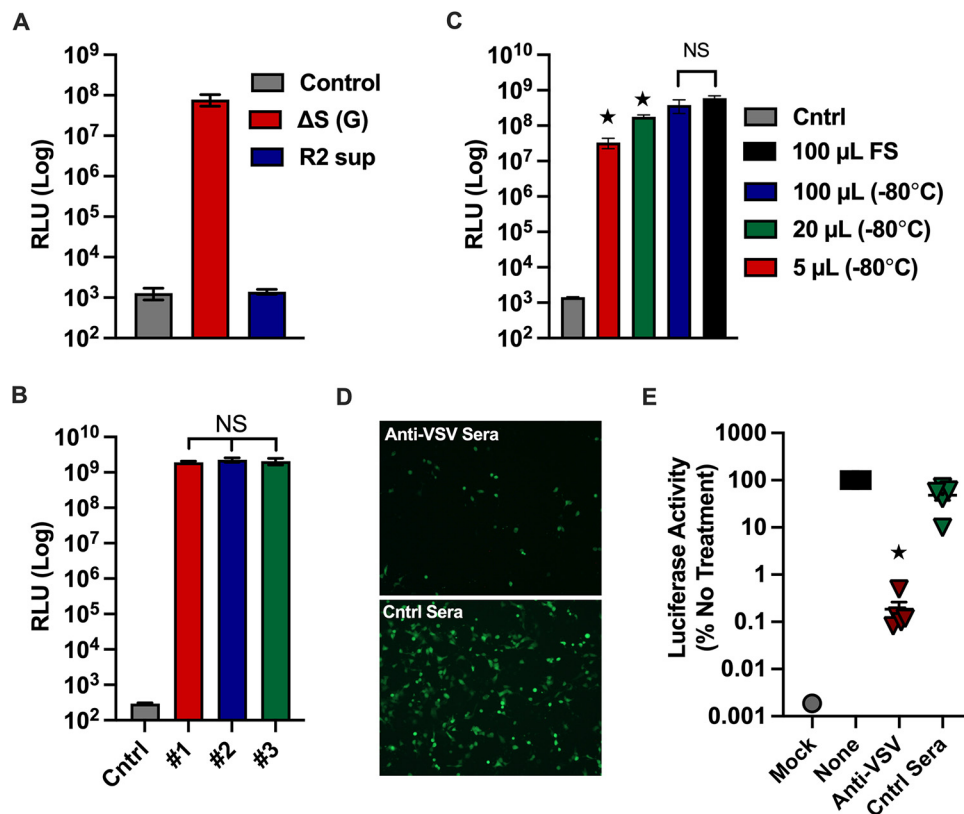 A
RLU (Log)
10⁹
10⁸
10⁷
10⁶
10⁵
10⁴
10³
10²
Control
ΔS (G)
R2 sup
C
RLU (Log)
10¹⁰
10⁹
10⁸
10⁷
10⁶
10⁵
10⁴
10³
10²
NS
★
★
Cntrl
100 µL FS
100 µL (-80°C)
20 µL (-80°C)
5 µL (-80°C)
B
RLU (Log)
10¹⁰
10⁹
10⁸
10⁷
10⁶
10⁵
10⁴
10³
10²
NS
Cntrl
#1
#2
#3
D
Anti-VSV Sera
Cntrl Sera
E
Luciferase Activity
(% No Treatment)
1000
100
10
1
0.1
0.01
0.001
★
Mock
None
Anti-VSV
Cntrl Sera